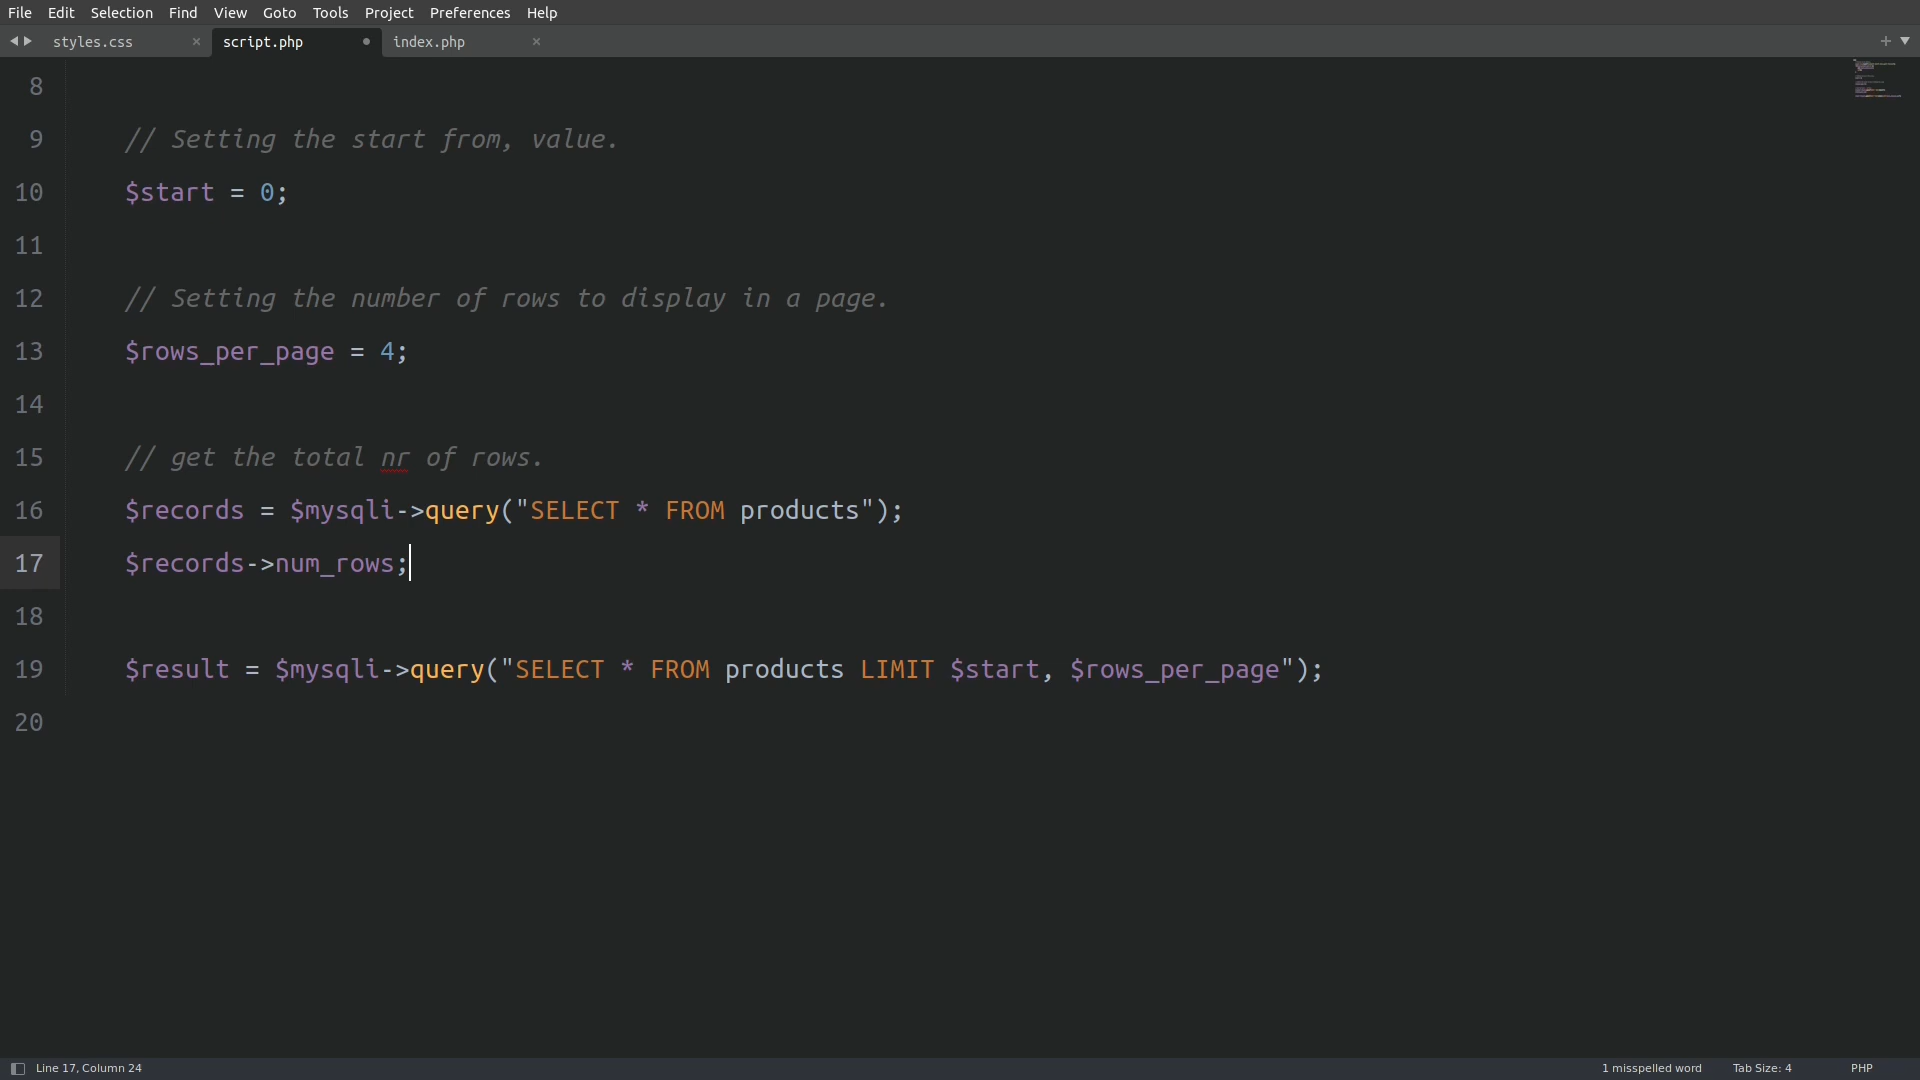 File Edit Selection Find View Goto Tools Project Preferences Help
styles.css × script.php index.php × +
8
9 // Setting the start from, value.
10 $start = 0;
11
12 // Setting the number of rows to display in a page.
13 $rows_per_page = 4;
14
15 // get the total nr of rows.
16 $records = $mysqli->query("SELECT * FROM products");
17 $records->num_rows;
18
19 $result = $mysqli->query("SELECT * FROM products LIMIT $start, $rows_per_page");
20
Line 17, Column 24 1 misspelled word Tab Size: 4 PHP